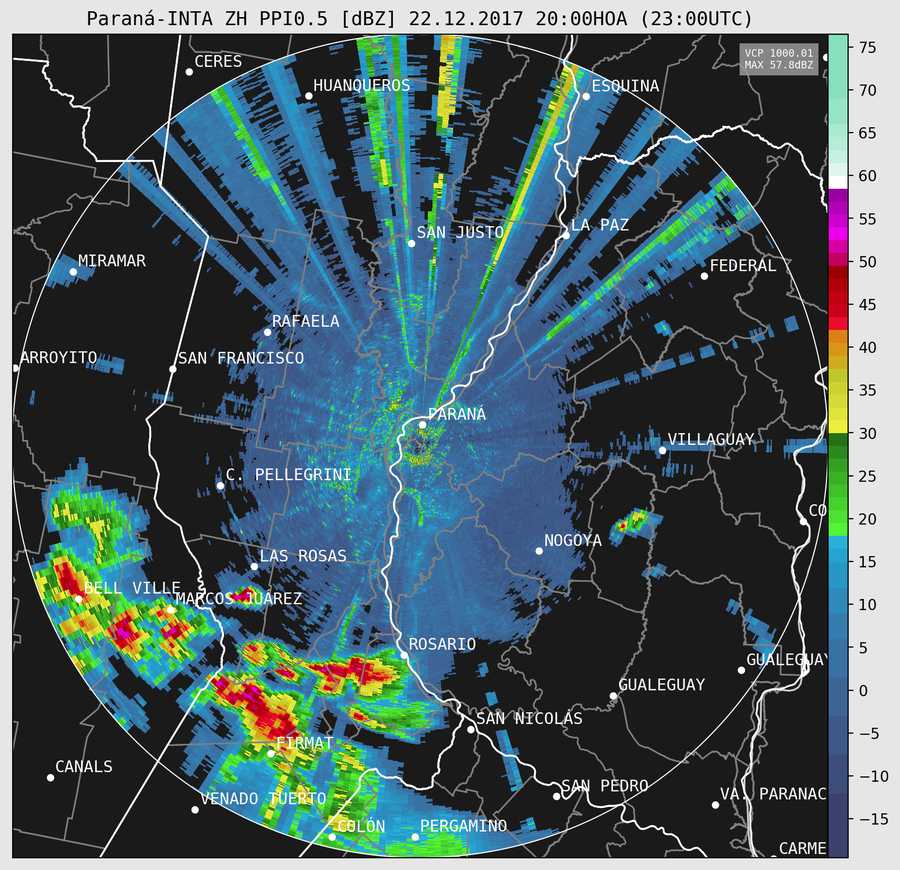 Paraná-INTA ZH PPI0.5 [dBZ] 22.12.2017 20:00HOA (23:00UTC)
VCP 1000.01
MAX 57.8dBZ
CERES
HUANQUEROS
ESQUINA
SAN JUSTO
LA PAZ
MIRAMAR
FEDERAL
RAFAELA
ARROYITO
SAN FRANCISCO
PARANÁ
VILLAGUAY
C. PELLEGRINI
CO
NOGOYA
LAS ROSAS
BELL VILLE
MARCOS JUÁREZ
ROSARIO
GUALEGUAY
GUALEGUAY
SAN NICOLÁS
FIRMAT
CANALS
SAN PEDRO
VENADO TUERTO
VA. PARANAC
COLÓN
PERGAMINO
CARME
75
70
65
60
55
50
45
40
35
30
25
20
15
10
5
0
−5
−10
−15